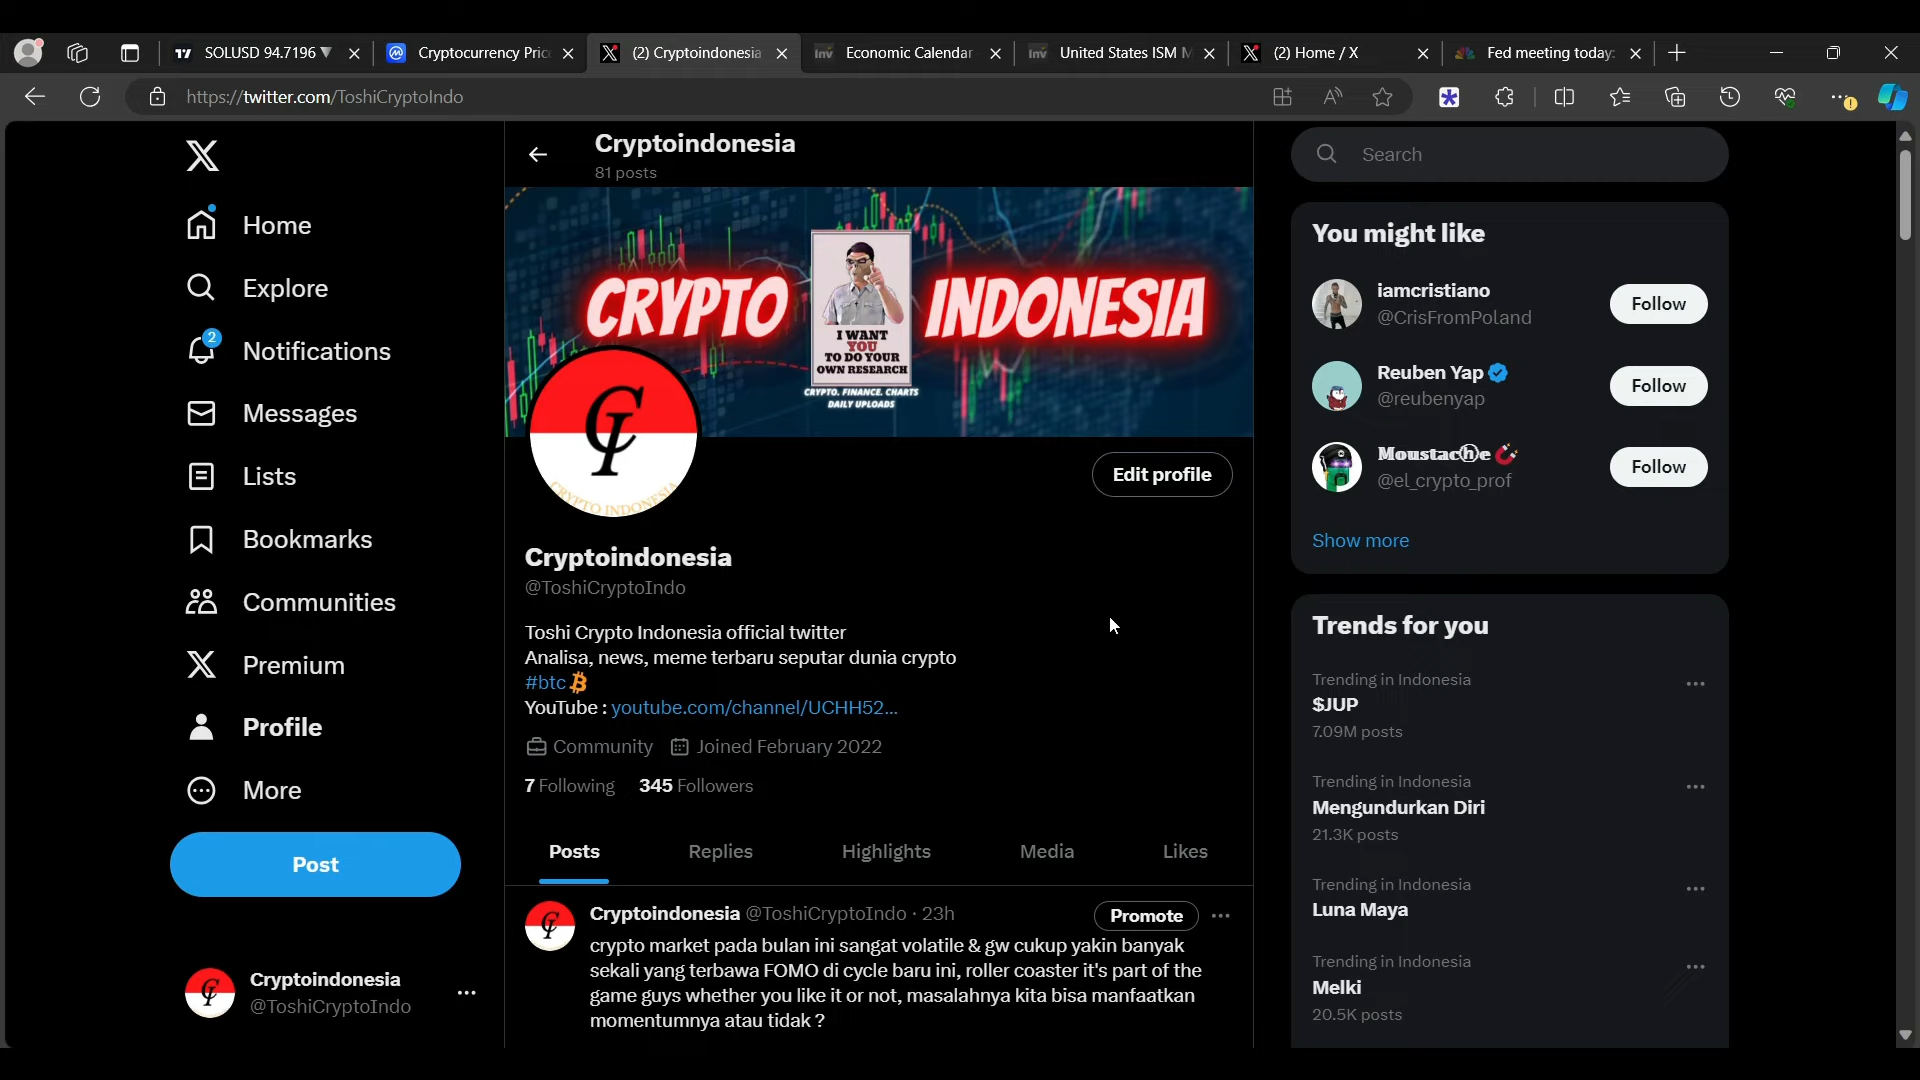 SOLUSD 94.7196 ▼
Cryptocurrency Pric
(2) Cryptoindonesia
Economic Calendar
United States ISM M
(2) Home / X
Fed meeting today:
https://twitter.com/ToshiCryptoIndo
Home
Explore
2
Notifications
Messages
Lists
Bookmarks
Communities
Premium
Profile
More
Post
Cryptoindonesia
@ToshiCryptoIndo
Cryptoindonesia
81 posts
CRYPTO
INDONESIA
I WANT
YOU
TO DO YOUR
OWN RESEARCH
CRYPTO. FINANCE. CHARTS
DAILY UPLOADS
CRYPTO INDONESIA
Edit profile
Cryptoindonesia
@ToshiCryptoIndo
Toshi Crypto Indonesia official twitter
Analisa, news, meme terbaru seputar dunia crypto
#btc
YouTube : youtube.com/channel/UCHH52...
Community Joined February 2022
7 Following 345 Followers
Posts Replies Highlights Media Likes
Cryptoindonesia @ToshiCryptoIndo · 23h
Promote
crypto market pada bulan ini sangat volatile & gw cukup yakin banyak
sekali yang terbawa FOMO di cycle baru ini, roller coaster it's part of the
game guys whether you like it or not, masalahnya kita bisa manfaatkan
momentumnya atau tidak ?
Search
You might like
iamcristiano
@CrisFromPoland
Follow
Reuben Yap
@reubenyap
Follow
𝕸𝖔𝖚𝖘𝖙𝖆𝖈ⓗ𝖊
@el_crypto_prof
Follow
Show more
Trends for you
Trending in Indonesia
$JUP
7.09M posts
Trending in Indonesia
Mengundurkan Diri
21.3K posts
Trending in Indonesia
Luna Maya
Trending in Indonesia
Melki
20.5K posts